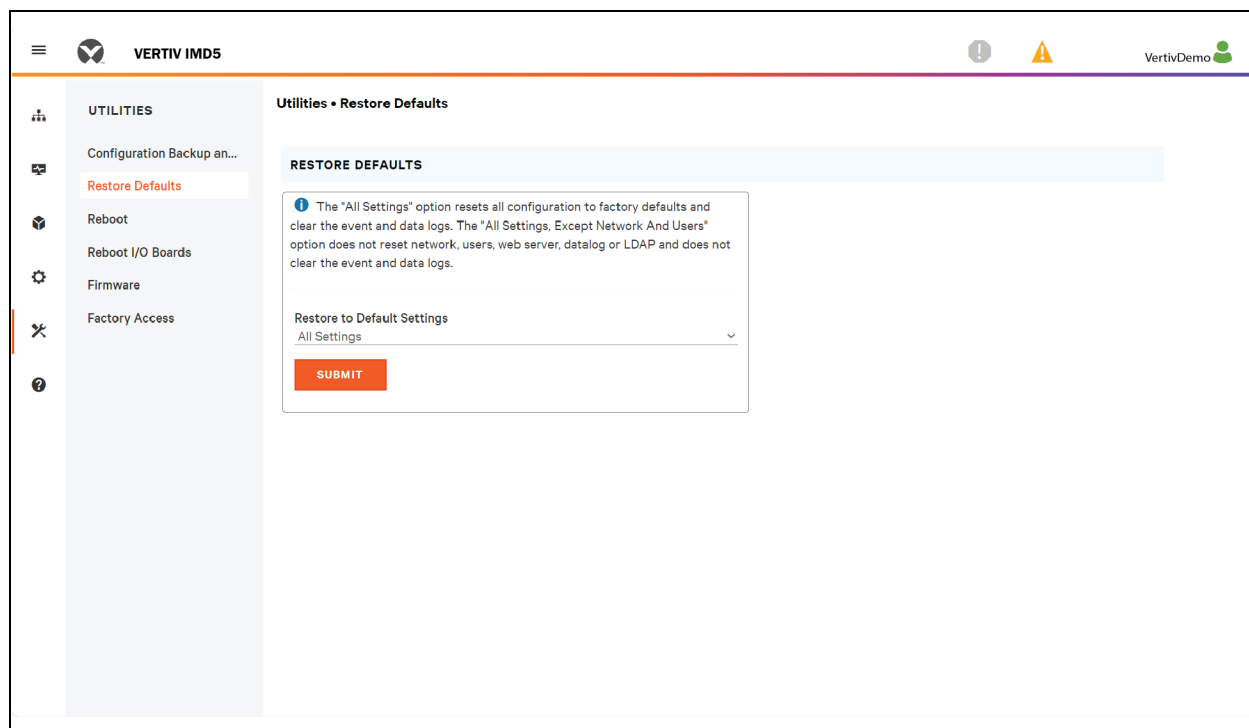 VERTIV IMD5
VertivDemo
UTILITIES
Configuration Backup an...
Restore Defaults
Reboot
Reboot I/O Boards
Firmware
Factory Access
Utilities • Restore Defaults
RESTORE DEFAULTS
The "All Settings" option resets all configuration to factory defaults and
clear the event and data logs. The "All Settings, Except Network And Users"
option does not reset network, users, web server, datalog or LDAP and does not
clear the event and data logs.
Restore to Default Settings
All Settings
SUBMIT